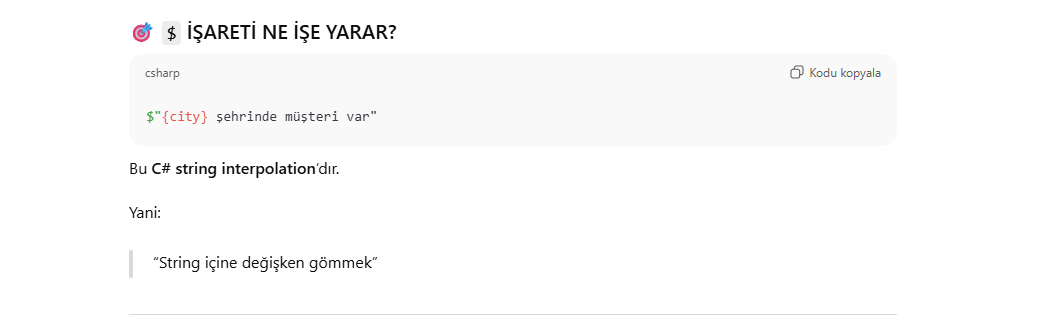 🎯 $ İŞARETİ NE İŞE YARAR?
csharp
Kodu kopyala
$"{city} şehrinde müşteri var"
Bu C# string interpolation’dır.
Yani:
“String içine değişken gömmek”